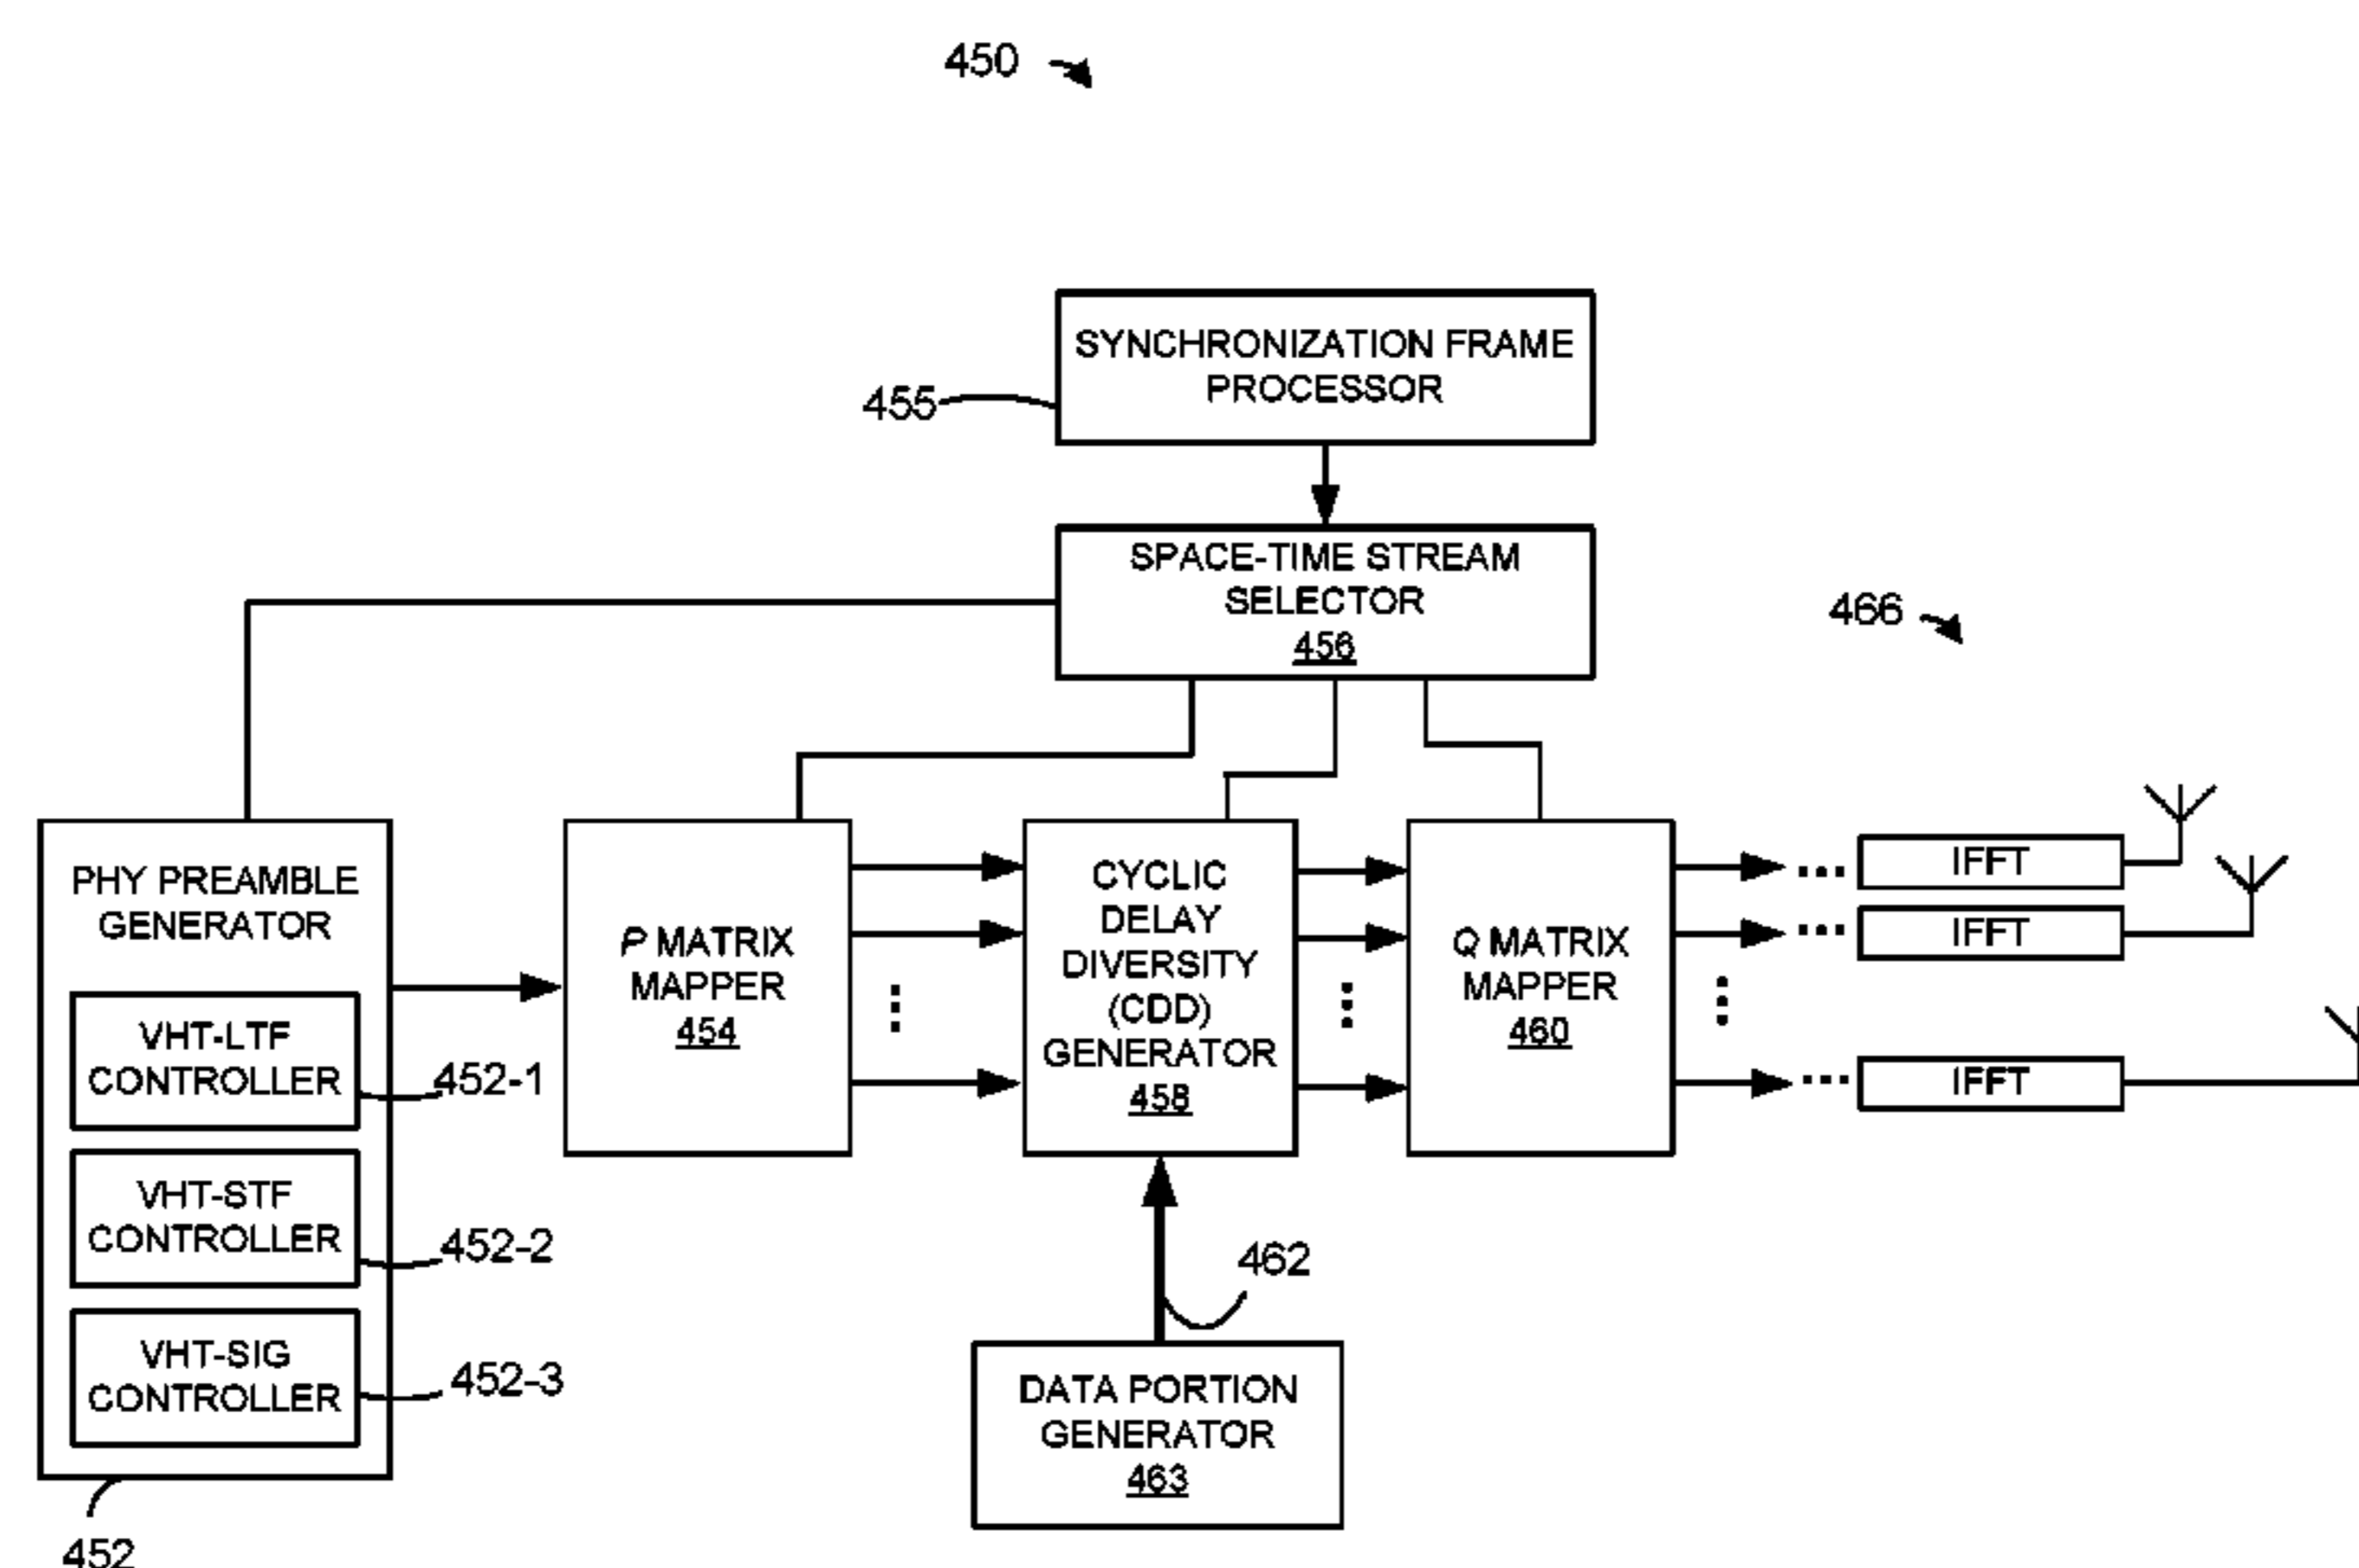 450
SYNCHRONIZATION FRAME
PROCESSOR
455
SPACE-TIME STREAM
SELECTOR
456
466
PHY PREAMBLE
GENERATOR
VHT-LTF
CONTROLLER
452-1
VHT-STF
CONTROLLER
452-2
VHT-SIG
CONTROLLER
452-3
452
P MATRIX
MAPPER
454
CYCLIC
DELAY
DIVERSITY
(CDD)
GENERATOR
458
Q MATRIX
MAPPER
460
IFFT
IFFT
IFFT
462
DATA PORTION
GENERATOR
463